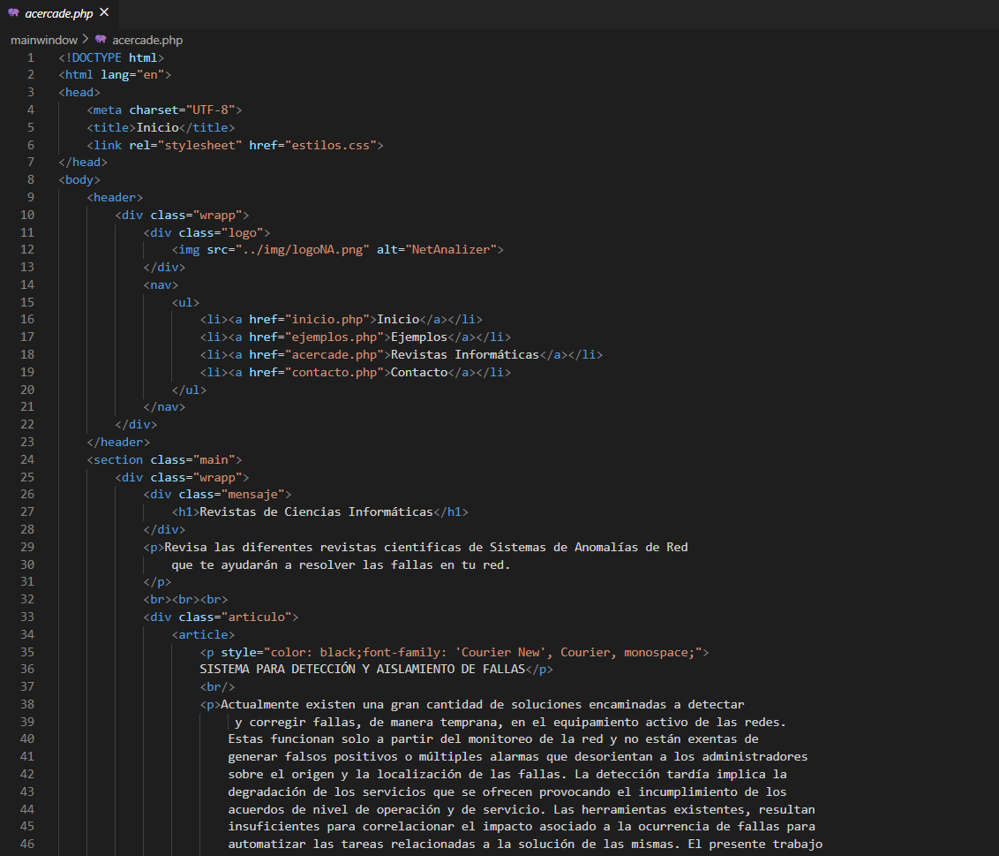 acercade.php
mainwindow > acercade.php
1 <!DOCTYPE html>
2 <html lang="en">
3 <head>
4 <meta charset="UTF-8">
5 <title>Inicio</title>
6 <link rel="stylesheet" href="estilos.css">
7 </head>
8 <body>
9 <header>
10 <div class="wrapp">
11 <div class="logo">
12 <img src="../img/logoNA.png" alt="NetAnalizer">
13 </div>
14 <nav>
15 <ul>
16 <li><a href="inicio.php">Inicio</a></li>
17 <li><a href="ejemplos.php">Ejemplos</a></li>
18 <li><a href="acercade.php">Revistas Informáticas</a></li>
19 <li><a href="contacto.php">Contacto</a></li>
20 </ul>
21 </nav>
22 </div>
23 </header>
24 <section class="main">
25 <div class="wrapp">
26 <div class="mensaje">
27 <h1>Revistas de Ciencias Informáticas</h1>
28 </div>
29 <p>Revisa las diferentes revistas cientificas de Sistemas de Anomalías de Red
30 que te ayudarán a resolver las fallas en tu red.
31 </p>
32 <br><br><br>
33 <div class="articulo">
34 <article>
35 <p style="color: black;font-family: 'Courier New', Courier, monospace;">
36 SISTEMA PARA DETECCIÓN Y AISLAMIENTO DE FALLAS</p>
37 <br/>
38 <p>Actualmente existen una gran cantidad de soluciones encaminadas a detectar
39 y corregir fallas, de manera temprana, en el equipamiento activo de las redes.
40 Estas funcionan solo a partir del monitoreo de la red y no están exentas de
41 generar falsos positivos o múltiples alarmas que desorientan a los administradores
42 sobre el origen y la localización de las fallas. La detección tardía implica la
43 degradación de los servicios que se ofrecen provocando el incumplimiento de los
44 acuerdos de nivel de operación y de servicio. Las herramientas existentes, resultan
45 insuficientes para correlacionar el impacto asociado a la ocurrencia de fallas para
46 automatizar las tareas relacionadas a la solución de las mismas. El presente trabajo